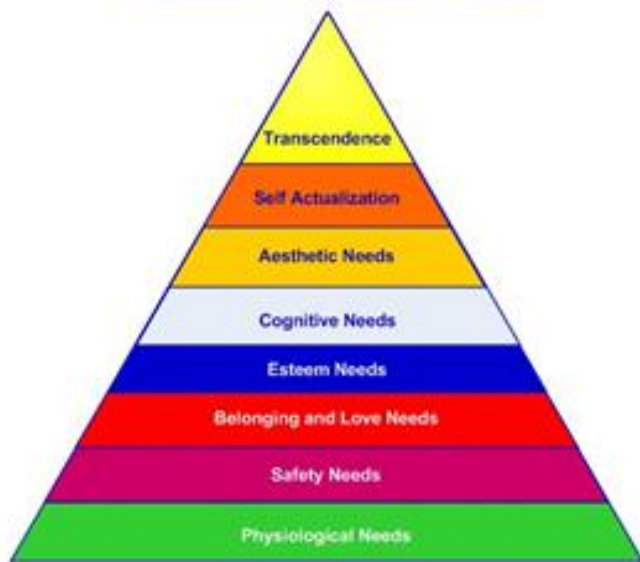 Transcendence
Self Actualization
Aesthetic Needs
Cognitive Needs
Esteem Needs
Belonging and Love Needs
Safety Needs
Physiological Needs